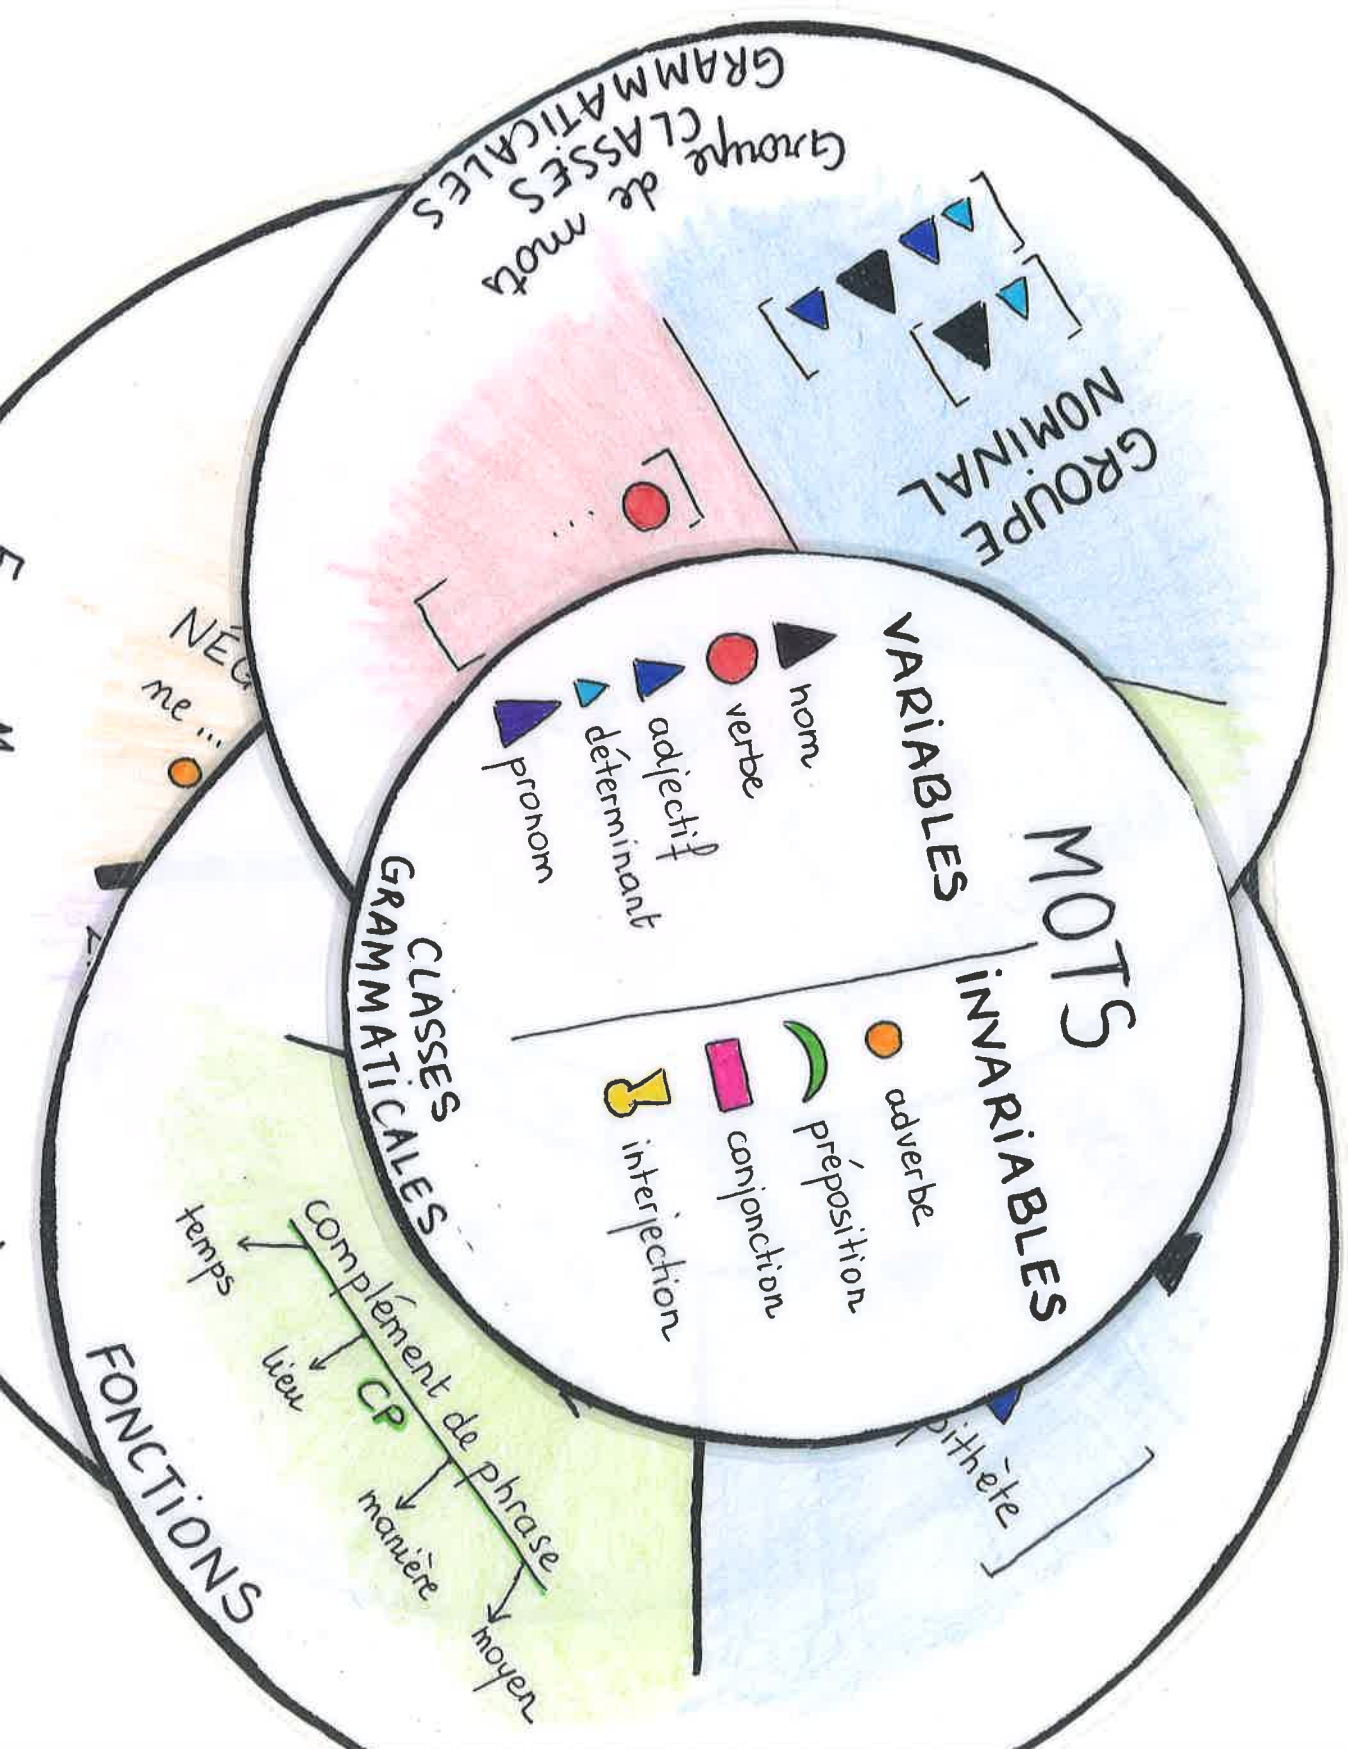 GRAMMATICALES
CLASSES
Groupe de mots
GROUPE
NOMINAL
...
MOTS
VARiABLES
nom
verbe
adjectif
déterminant
pronom
iNVARiABLES
adverbe
préposition
conjonction
interjection
CLASSES
GRAMMATiCALES
NÉG
ne ...
complément de phrase
CP
temps
lieu
manière
moyen
FONCTiONS
pithète